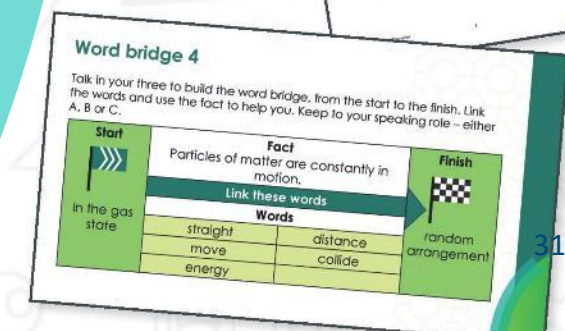 Word bridge 4
Talk in your three to build the word bridge, from the start to the finish. Link
the words and use the fact to help you. Keep to your speaking role – either
A, B or C.
Start
In the gas
state
Fact
Particles of matter are constantly in
motion.
Link these words
Words
straight distance
move collide
energy
Finish
random
arrangement
31